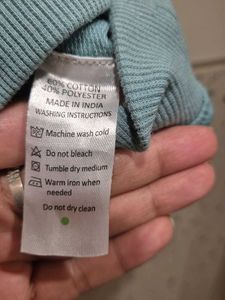 60% COTTON
40% POLYESTER
MADE IN INDIA
WASHING INSTRUCTIONS
Machine wash cold
Do not bleach
Tumble dry medium
Warm iron when
needed
Do not dry clean